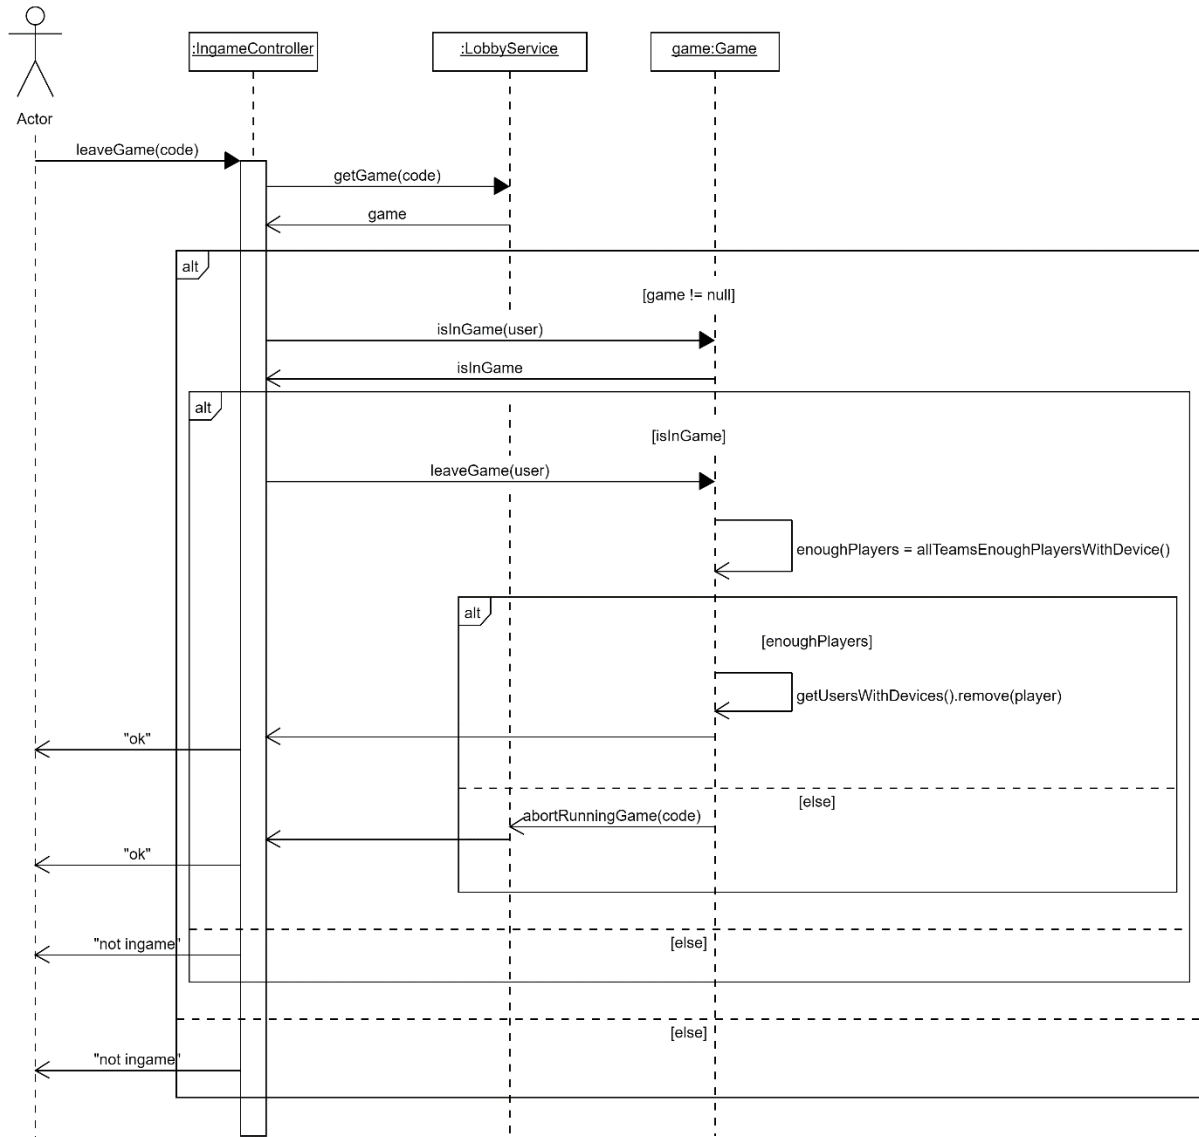 :IngameController
:LobbyService
game:Game
Actor
leaveGame(code)
getGame(code)
game
alt
[game != null]
isInGame(user)
isInGame
alt
[isInGame]
leaveGame(user)
enoughPlayers = allTeamsEnoughPlayersWithDevice()
alt
[enoughPlayers]
getUsersWithDevices().remove(player)
"ok"
[else]
abortRunningGame(code)
"ok"
[else]
"not ingame"
[else]
"not ingame"